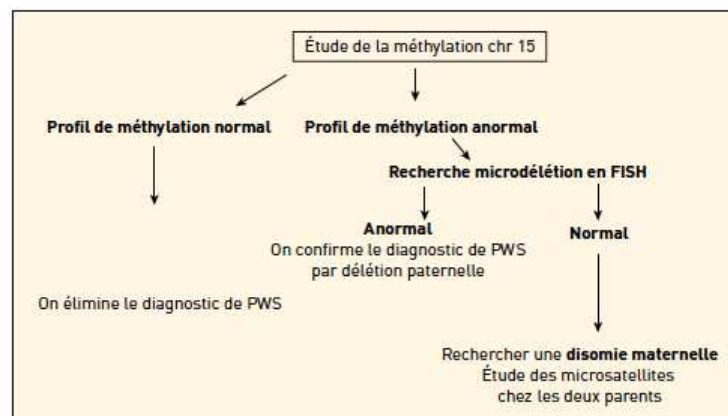 Étude de la méthylation chr 15
Profil de méthylation normal
Profil de méthylation anormal
Recherche microdélétion en FISH
Anormal
On confirme le diagnostic de PWS
par délétion paternelle
Normal
On élimine le diagnostic de PWS
Rechercher une disomie maternelle
Étude des microsatellites
chez les deux parents